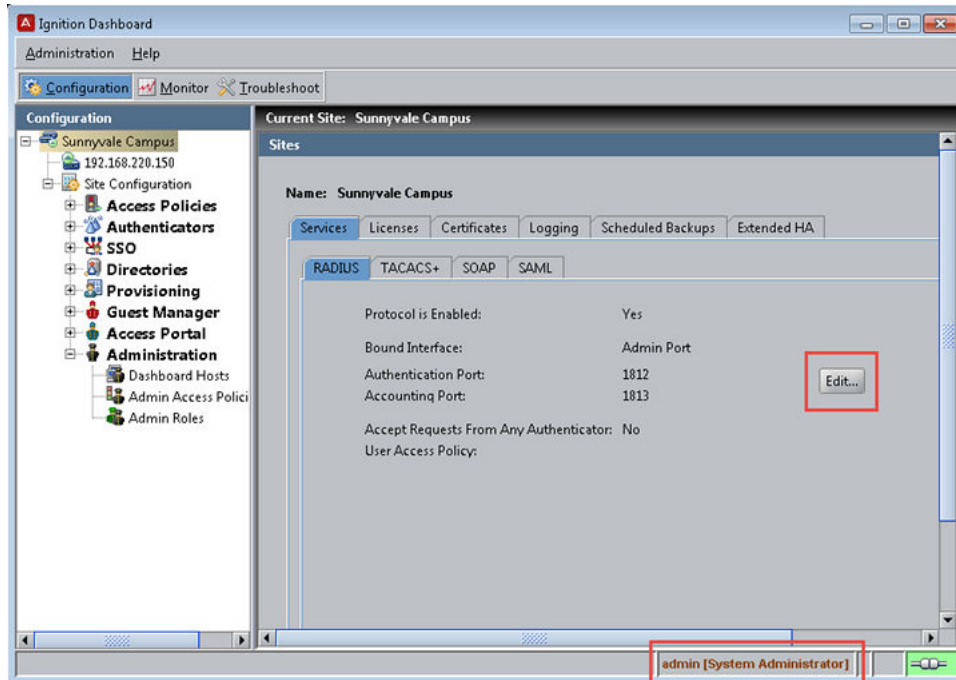 Ignition Dashboard
Administration Help
Configuration Monitor Troubleshoot
Configuration
Sunnyvale Campus
192.168.220.150
Site Configuration
Access Policies
Authenticators
SSO
Directories
Provisioning
Guest Manager
Access Portal
Administration
Dashboard Hosts
Admin Access Polici
Admin Roles
Current Site: Sunnyvale Campus
Sites
Name: Sunnyvale Campus
Services Licenses Certificates Logging Scheduled Backups Extended HA
RADIUS TACACS+ SOAP SAML
Protocol is Enabled: Yes
Bound Interface: Admin Port
Authentication Port: 1812
Accounting Port: 1813
Edit...
Accept Requests From Any Authenticator: No
User Access Policy:
admin [System Administrator]